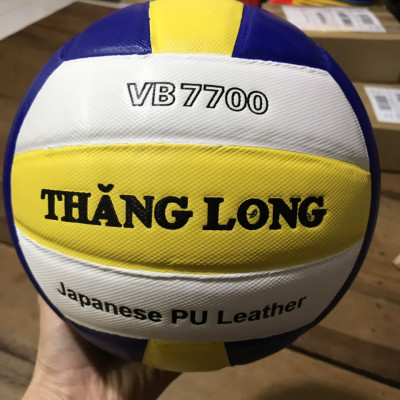 VB 7700
THĂNG LONG
Japanese PU Leather